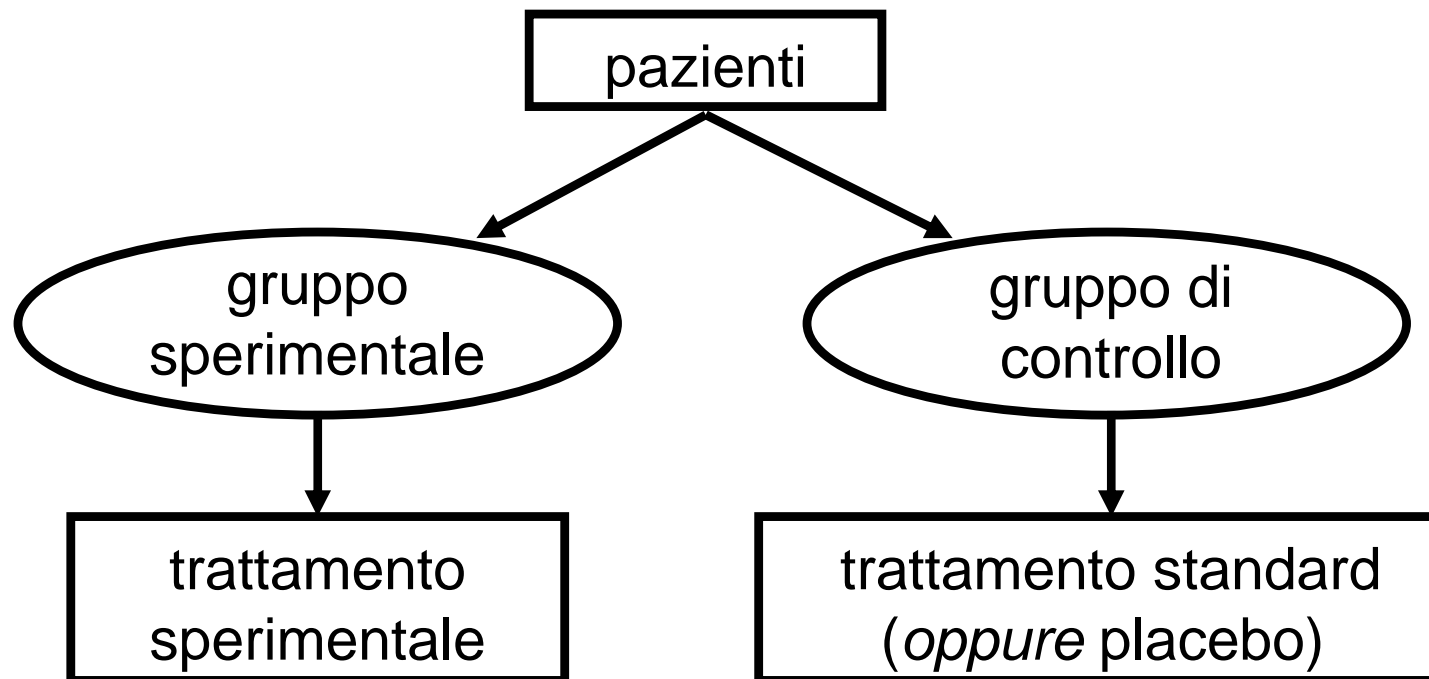 pazienti
gruppo
sperimentale
gruppo di
controllo
trattamento
sperimentale
trattamento standard
(oppure placebo)